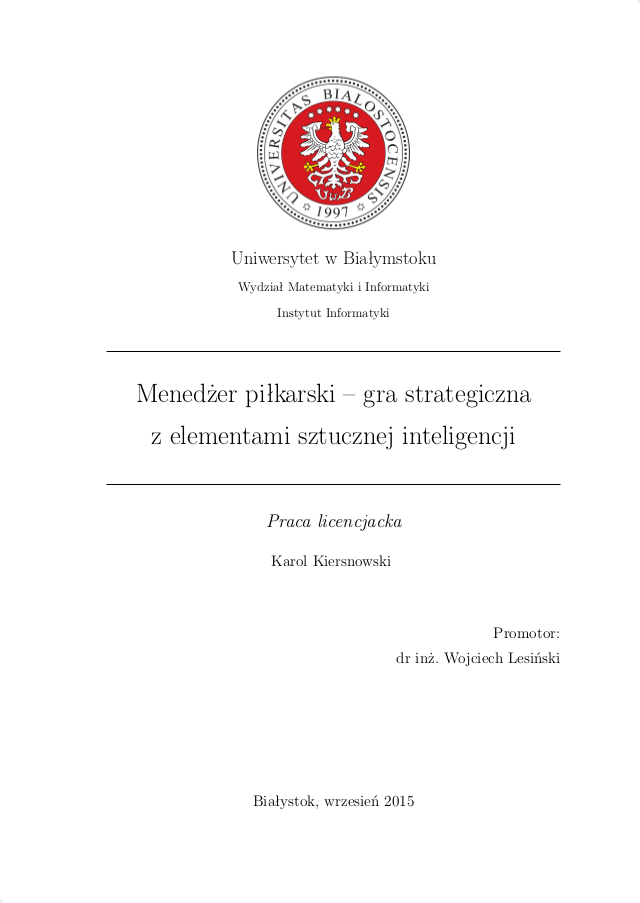 UNIVERSITAS BIALOSTOCENSIS
1997
Uniwersytet w Białymstoku
Wydział Matematyki i Informatyki
Instytut Informatyki
Menedżer piłkarski – gra strategiczna
z elementami sztucznej inteligencji
Praca licencjacka
Karol Kiersnowski
Promotor:
dr inż. Wojciech Lesiński
Białystok, wrzesień 2015